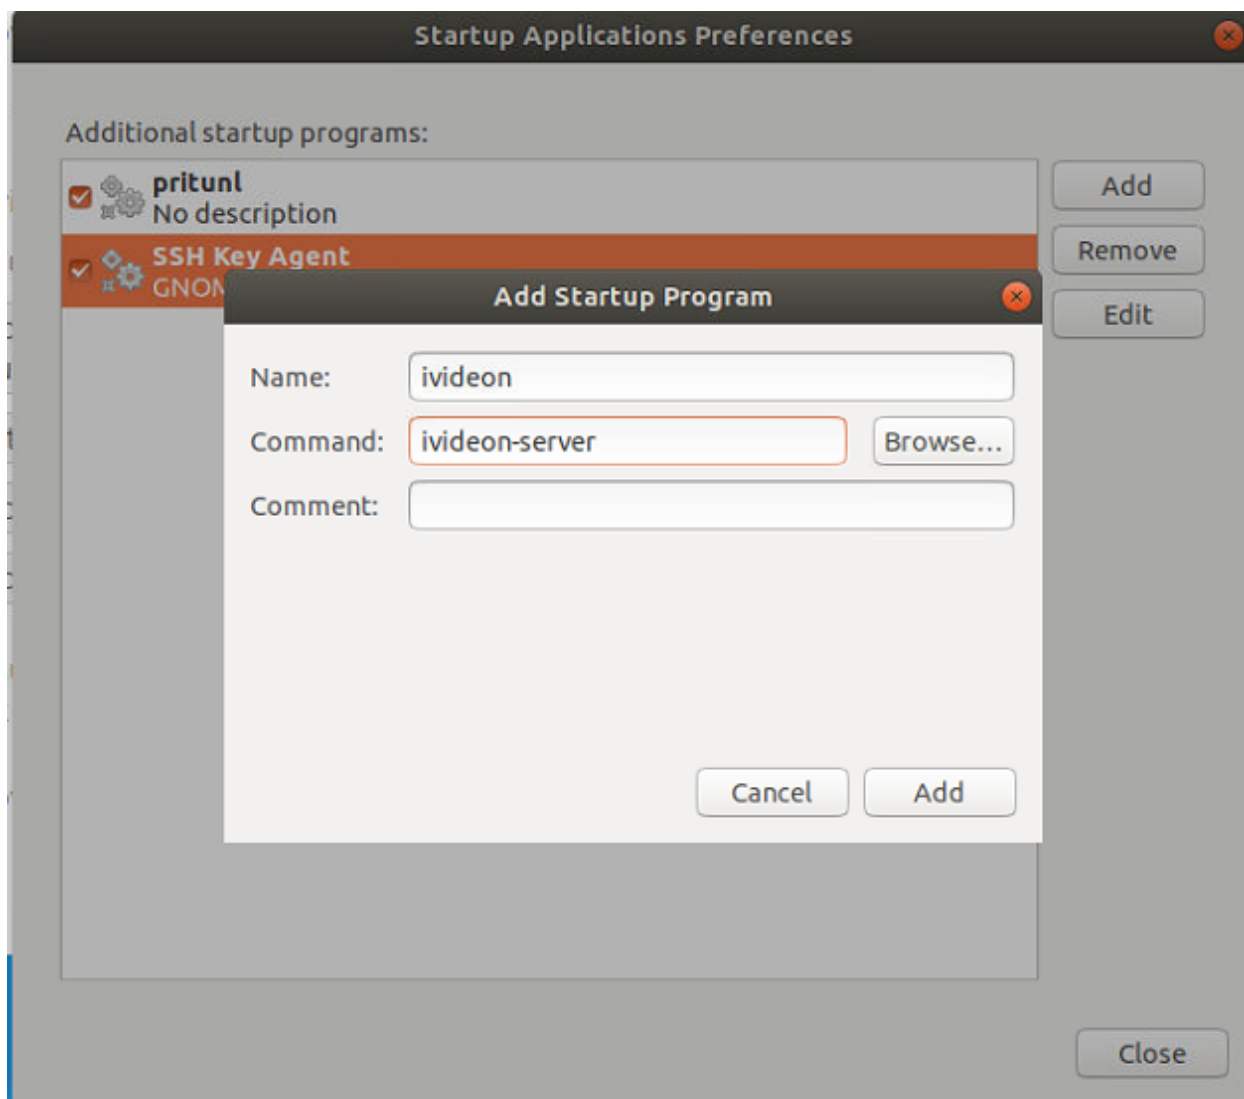 Startup Applications Preferences
Additional startup programs:
pritunl
No description
Add
SSH Key Agent
Remove
Add Startup Program
Edit
Name: ivideon
Command: ivideon-server Browse...
Comment:
Cancel Add
Close